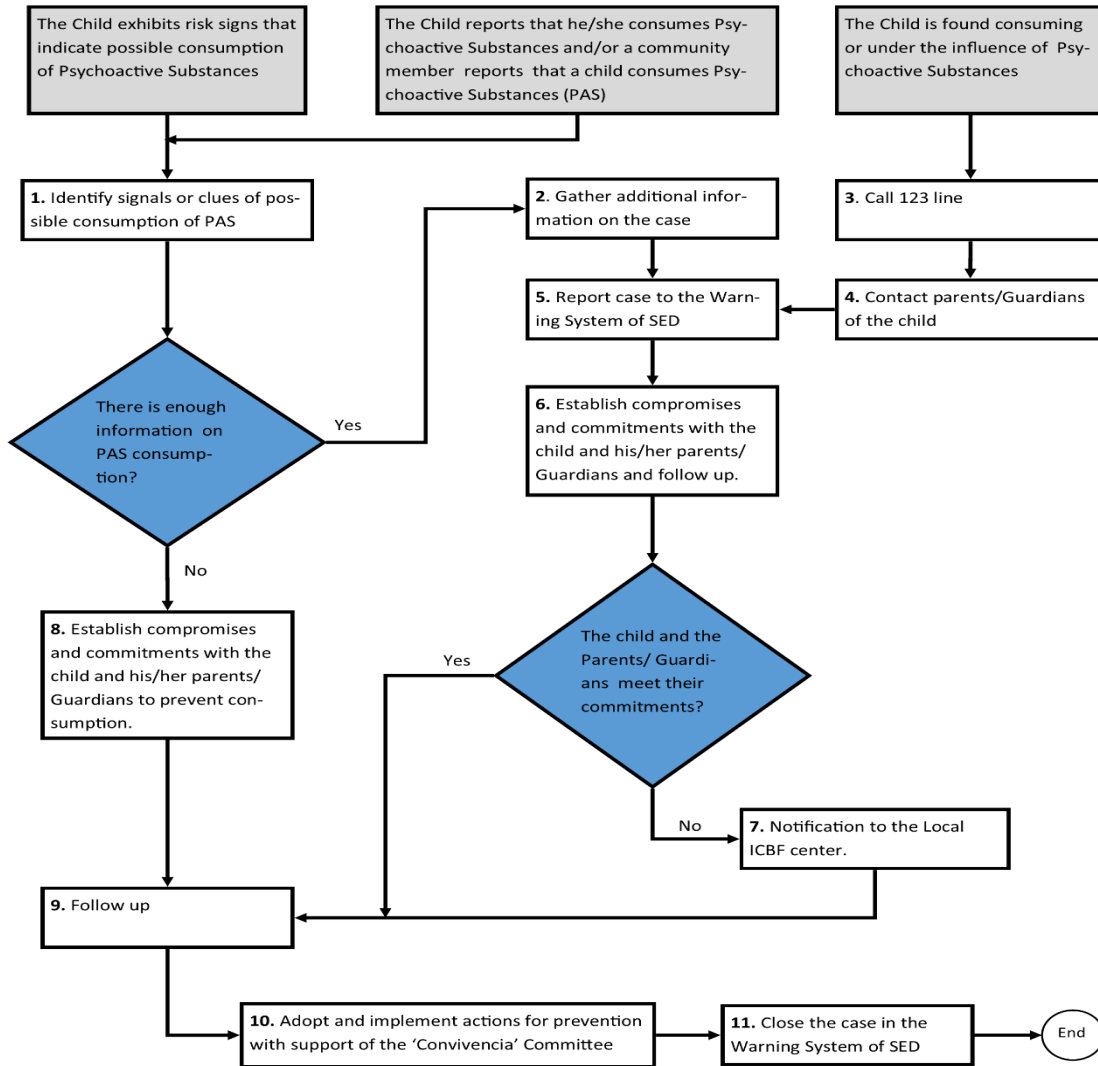 The Child exhibits risk signs that
indicate possible consumption
of Psychoactive Substances
The Child reports that he/she consumes Psy-
choactive Substances and/or a community
member reports that a child consumes Psy-
choactive Substances (PAS)
The Child is found consuming
or under the influence of Psy-
choactive Substances
1. Identify signals or clues of pos-
sible consumption of PAS
2. Gather additional infor-
mation on the case
3. Call 123 line
5. Report case to the Warn-
ing System of SED
4. Contact parents/Guardians
of the child
There is enough
information on
PAS consump-
tion?
Yes
No
6. Establish compromises
and commitments with the
child and his/her parents/
Guardians and follow up.
8. Establish compromises
and commitments with the
child and his/her parents/
Guardians to prevent con-
sumption.
The child and the
Parents/ Guardi-
ans meet their
commitments?
Yes
No
7. Notification to the Local
ICBF center.
9. Follow up
10. Adopt and implement actions for prevention
with support of the ‘Convivencia’ Committee
11. Close the case in the
Warning System of SED
End